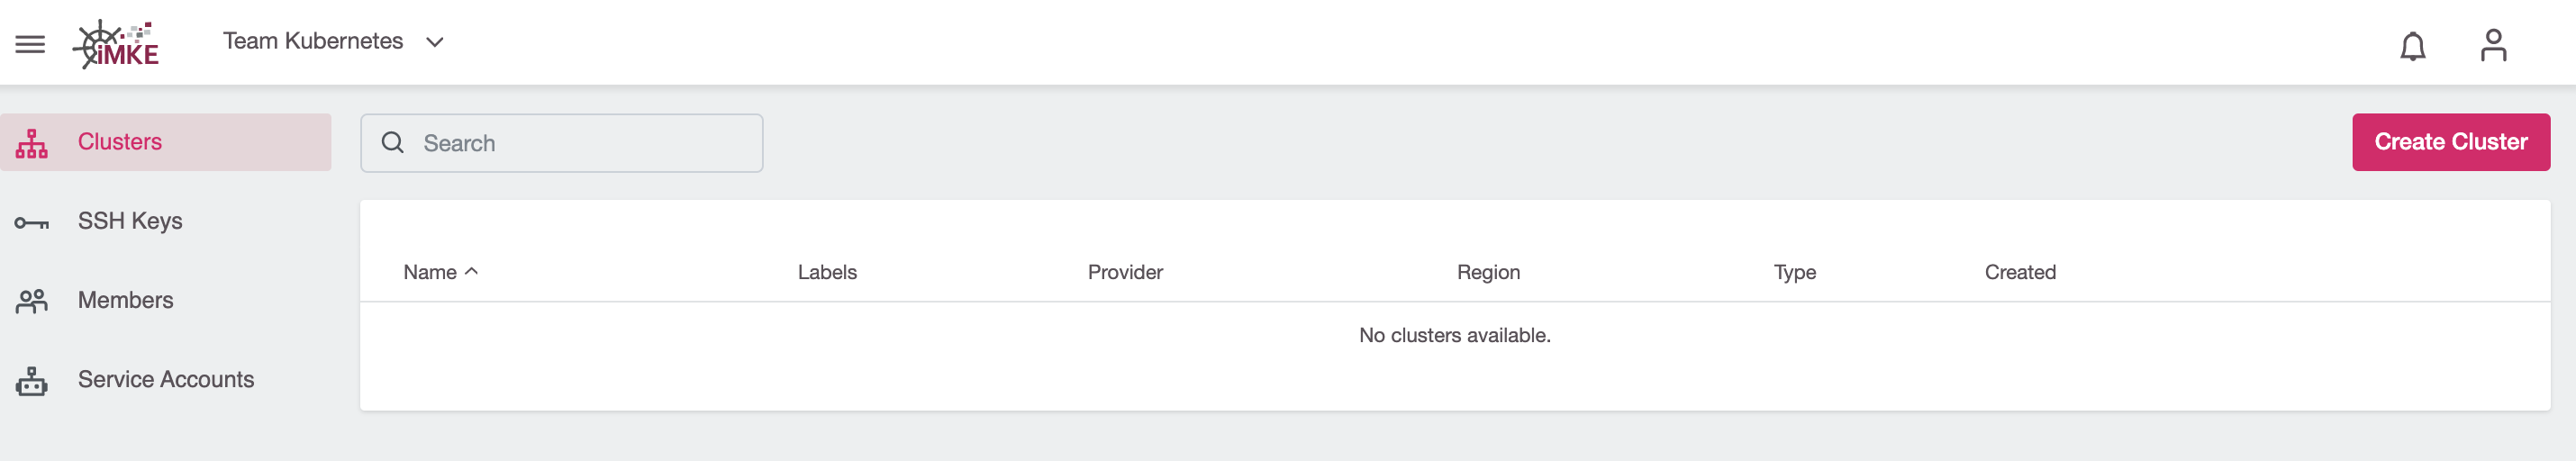 iMKE
Team Kubernetes
Clusters
SSH Keys
Members
Service Accounts
Search
Create Cluster
Name Labels Provider Region Type Created
No clusters available.